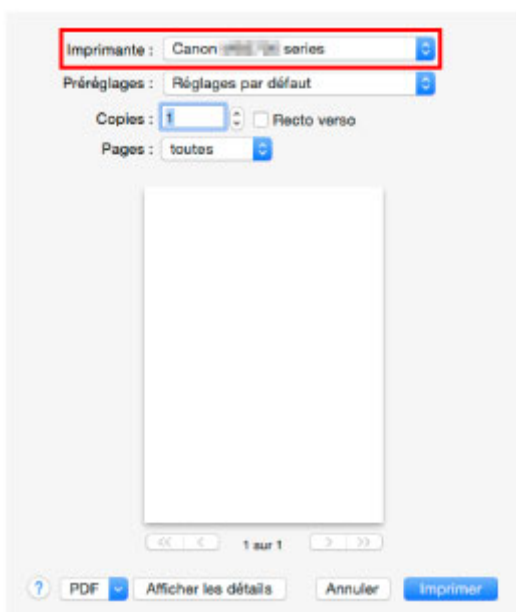 Imprimante : Canon series
Préréglages : Réglages par défaut
Copies : 1 Recto verso
Pages : toutes
1 sur 1
? PDF Afficher les détails Annuler Imprimer